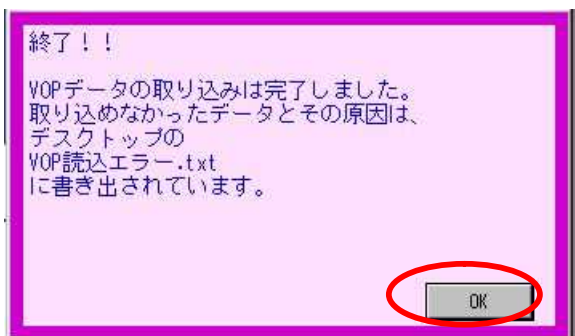 終了！！
VOPデータの取り込みは完了しました。
取り込めなかったデータとその原因は、
デスクトップの
VOP読込エラー.txt
に書き出されています。
OK